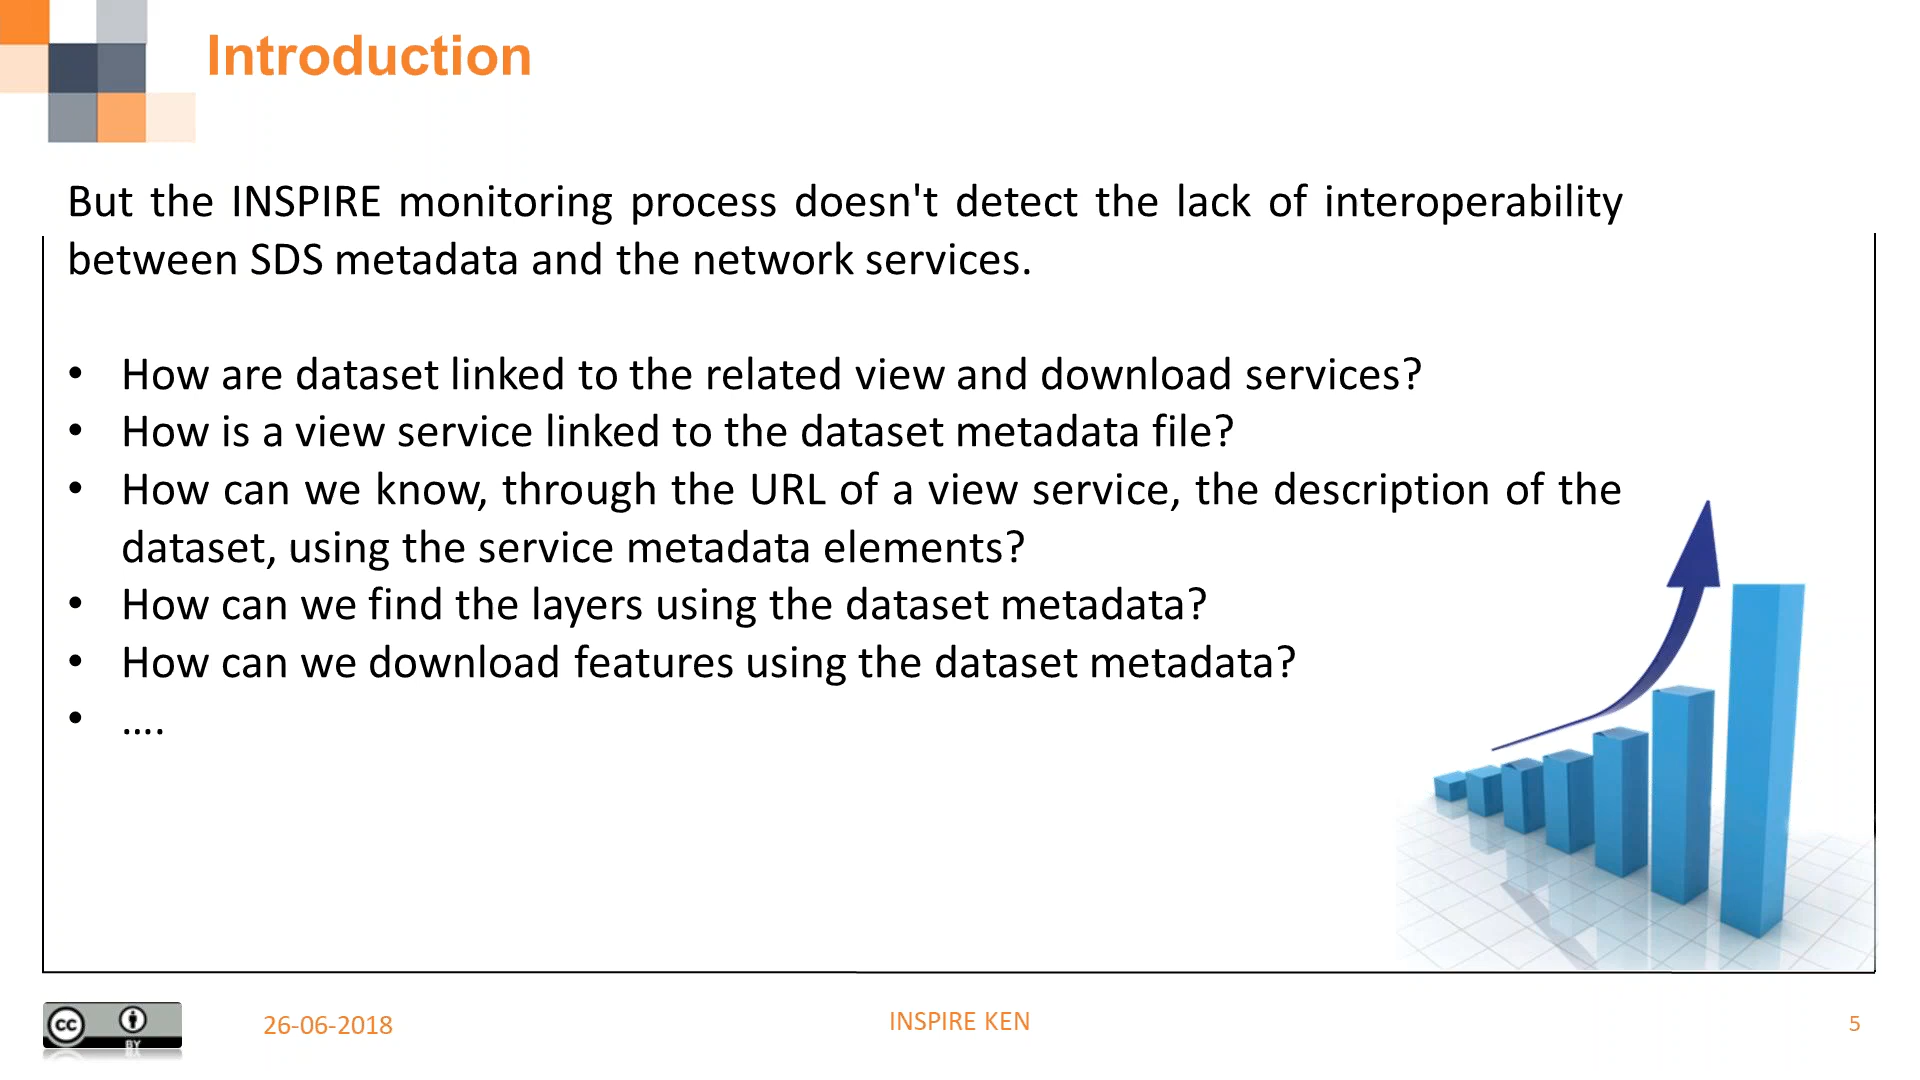 Introduction
But the INSPIRE monitoring process doesn't detect the lack of interoperability
between SDS metadata and the network services.
• How are dataset linked to the related view and download services?
• How is a view service linked to the dataset metadata file?
• How can we know, through the URL of a view service, the description of the
dataset, using the service metadata elements?
• How can we find the layers using the dataset metadata?
• How can we download features using the dataset metadata?
• ....
cc BY
26-06-2018
INSPIRE KEN
5